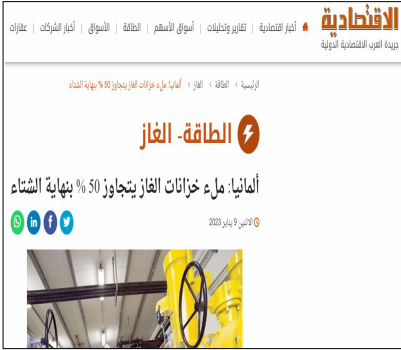 الاقتصادية
جريدة العرب الاقتصادية الدولية
أخبار اقتصادية | تقارير وتحليلات | أسواق الأسهم | الطاقة | الأسواق | أخبار الشركات | عقارات
الرئيسية › الطاقة › الغاز › ألمانيا: ملء خزانات الغاز يتجاوز 50 % بنهاية الشتاء
الطاقة- الغاز
ألمانيا: ملء خزانات الغاز يتجاوز 50 % بنهاية الشتاء
الاثنين 9 يناير 2023